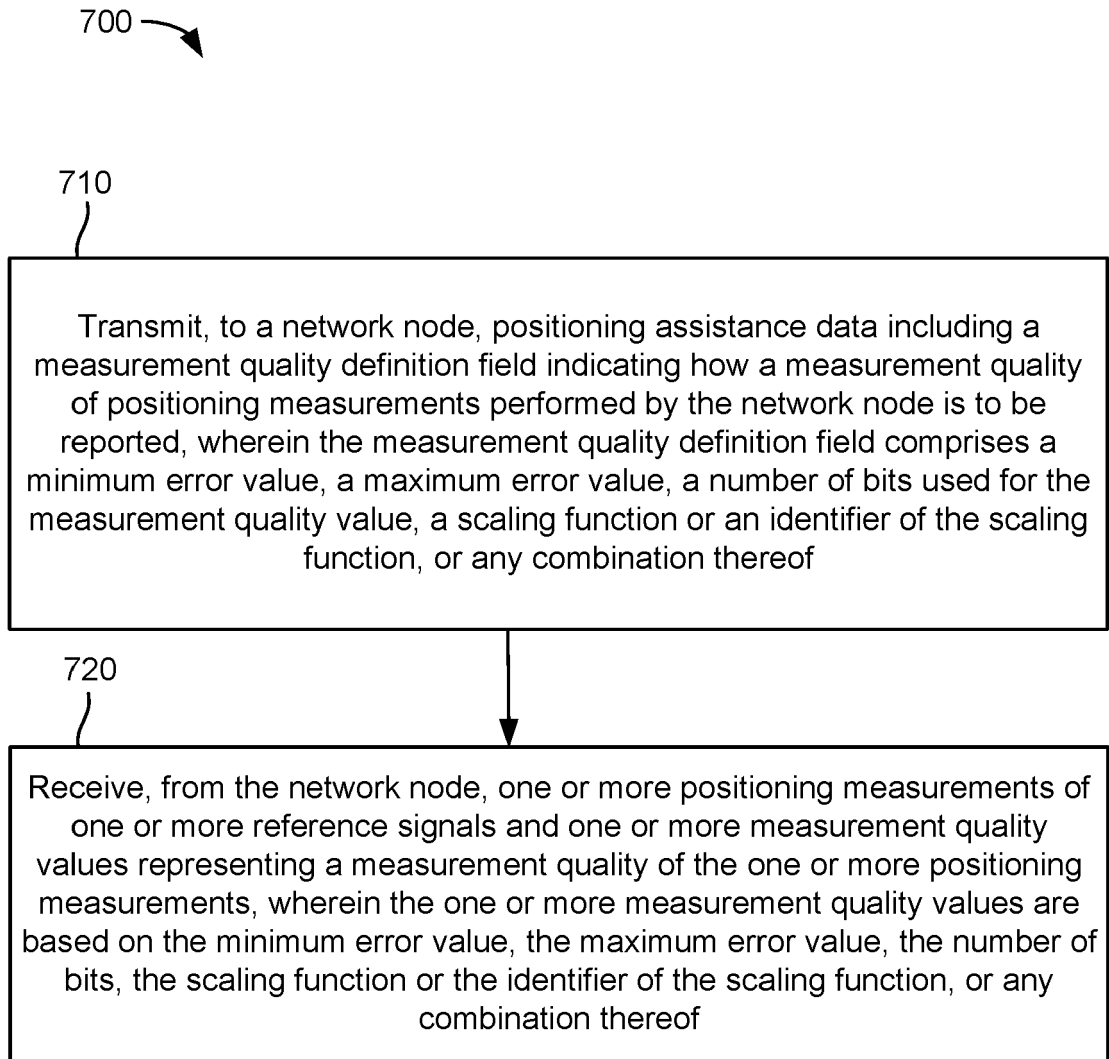 700
710
Transmit, to a network node, positioning assistance data including a
measurement quality definition field indicating how a measurement quality
of positioning measurements performed by the network node is to be
reported, wherein the measurement quality definition field comprises a
minimum error value, a maximum error value, a number of bits used for the
measurement quality value, a scaling function or an identifier of the scaling
function, or any combination thereof
720
Receive, from the network node, one or more positioning measurements of
one or more reference signals and one or more measurement quality
values representing a measurement quality of the one or more positioning
measurements, wherein the one or more measurement quality values are
based on the minimum error value, the maximum error value, the number of
bits, the scaling function or the identifier of the scaling function, or any
combination thereof